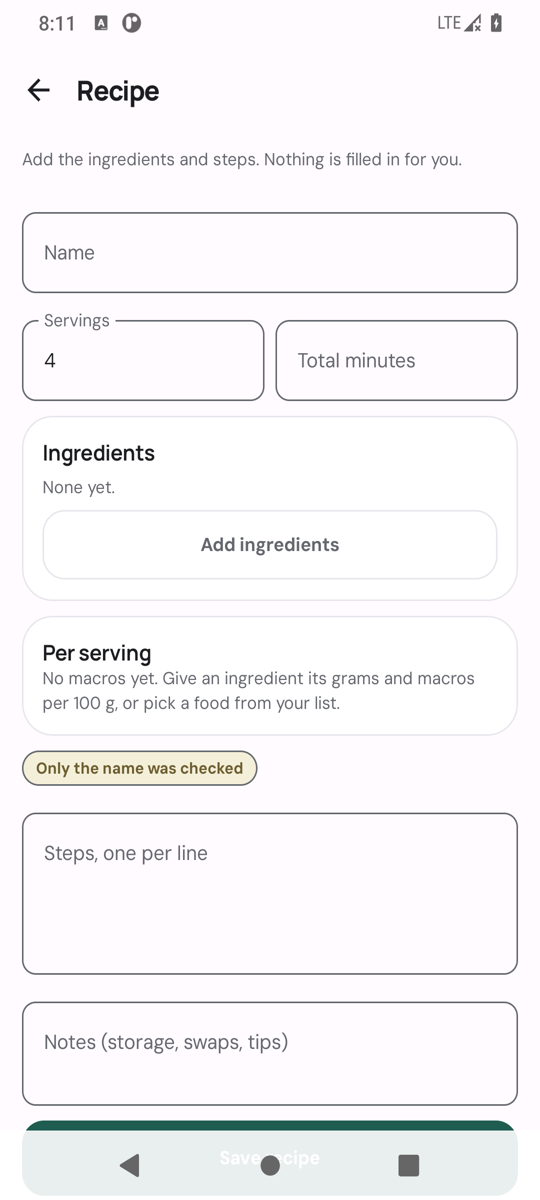 8:11
LTE
Recipe
Add the ingredients and steps. Nothing is filled in for you.
Name
Servings
4
Total minutes
Ingredients
None yet.
Add ingredients
Per serving
No macros yet. Give an ingredient its grams and macros
per 100 g, or pick a food from your list.
Only the name was checked
Steps, one per line
Notes (storage, swaps, tips)
Save recipe